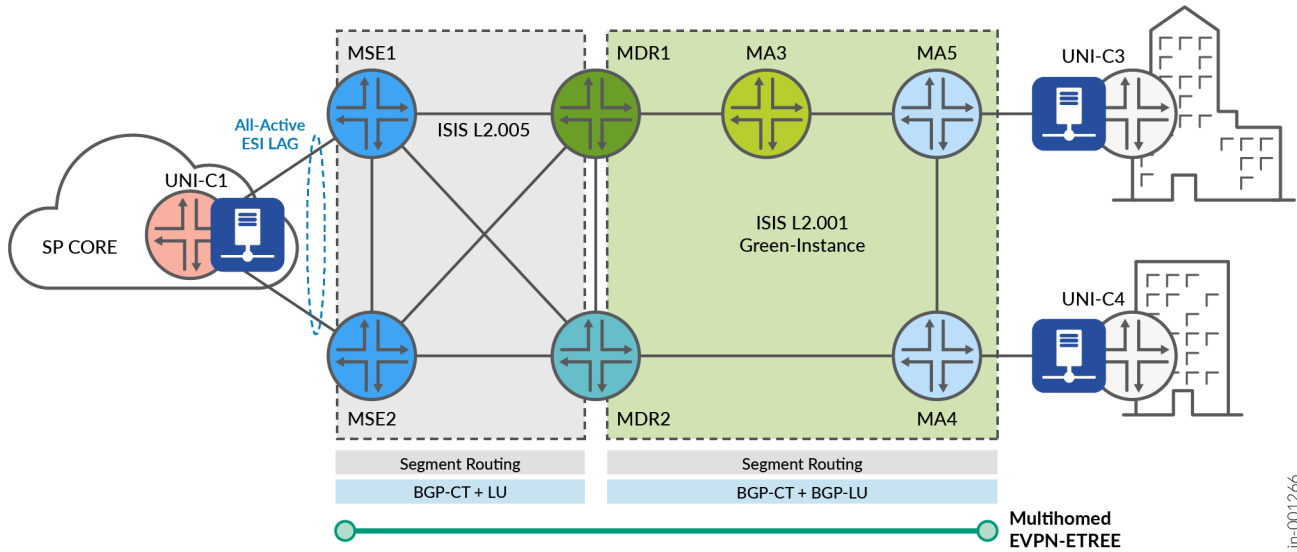 MSE1
MDR1
MA3
MA5
UNI-C3
All-Active
ESI LAG
ISIS L2.005
UNI-C1
SP CORE
ISIS L2.001
Green-Instance
UNI-C4
MSE2
MDR2
MA4
Segment Routing
Segment Routing
BGP-CT + LU
BGP-CT + BGP-LU
Multihomed
EVPN-ETREE
jn-001266